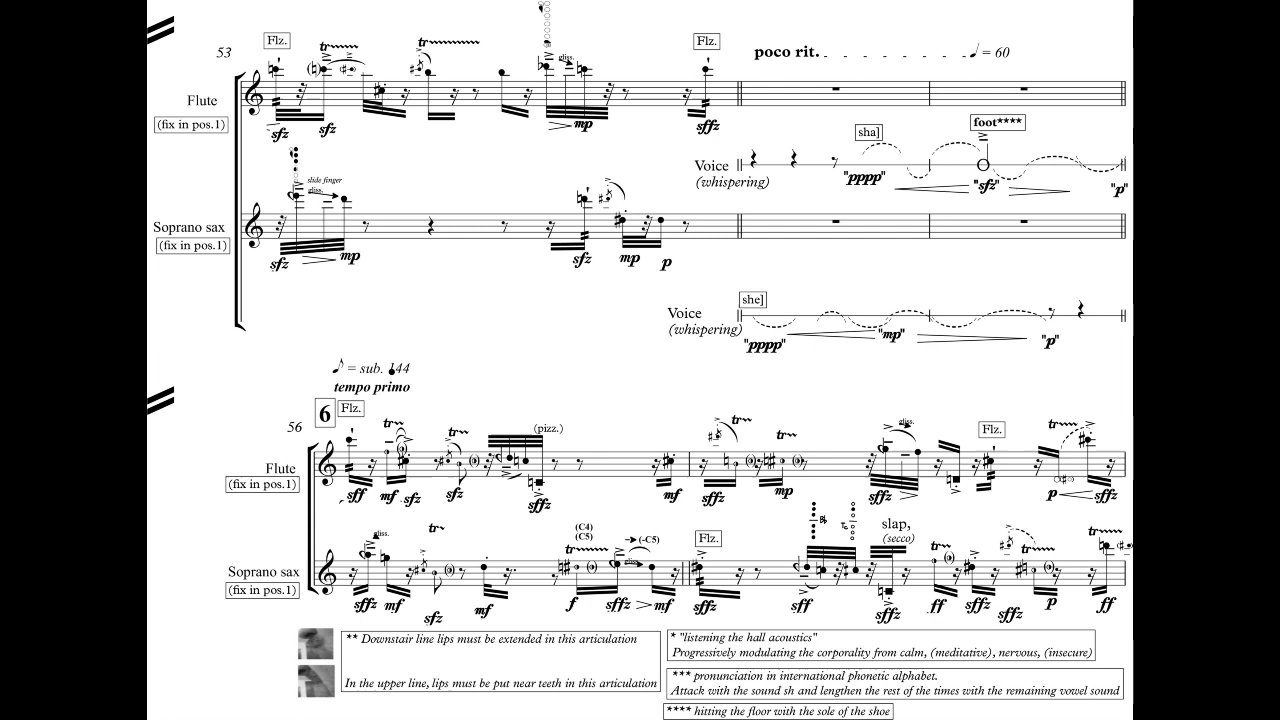 53
Flz.
tr
tr
gliss.
Flz.
poco rit.
= 60
Flute
(fix in pos.1)
sfz
sfz
mp
sffz
sha]
foot****
Voice
(whispering)
"pppp"
"sfz"
"p"
slide finger
gliss.
Soprano sax
(fix in pos.1)
sfz
mp
sfz
mp
p
she]
Voice
(whispering)
"pppp"
"mp"
"p"
= sub. 144
tempo primo
6
Flz.
56
tr
tr
(pizz.)
tr
tr
gliss.
Flz.
tr
Flute
(fix in pos.1)
sff
mf
sfz
sfz
sffz
mf
sffz
mp
sffz
p
sffz
gliss.
tr
(C4)
(C5)
tr
(-C5)
gliss.
Flz.
slap,
(secco)
tr
tr
tr
Soprano sax
(fix in pos.1)
sffz
mf
sfz
mf
f
sffz
mf
sffz
sff
sffz
ff
sffz
sffz
p
ff
** Downstair line lips must be extended in this articulation
In the upper line, lips must be put near teeth in this articulation
* "listening the hall acoustics"
Progressively modulating the corporality from calm, (meditative), nervous, (insecure)
*** pronunciation in international phonetic alphabet.
Attack with the sound sh and lengthen the rest of the times with the remaining vowel sound
**** hitting the floor with the sole of the shoe